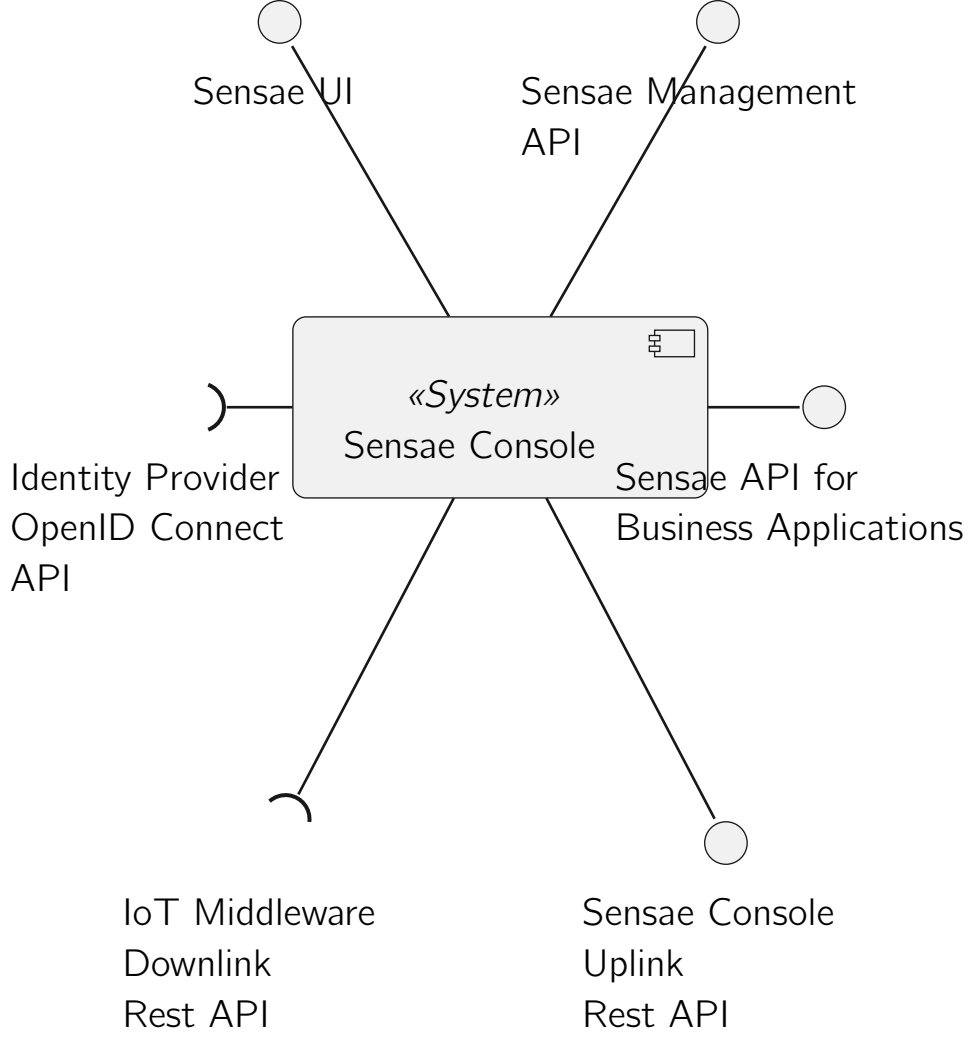 Sensae UI
Sensae Management
API
«System»
Sensae Console
Identity Provider
OpenID Connect
API
Sensae API for
Business Applications
IoT Middleware
Downlink
Rest API
Sensae Console
Uplink
Rest API